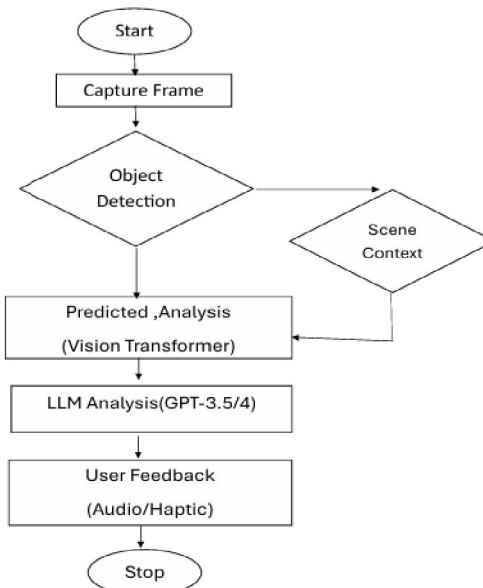 Start
Capture Frame
Object
Detection
Scene
Context
Predicted ,Analysis
(Vision Transformer)
LLM Analysis(GPT-3.5/4)
User Feedback
(Audio/Haptic)
Stop